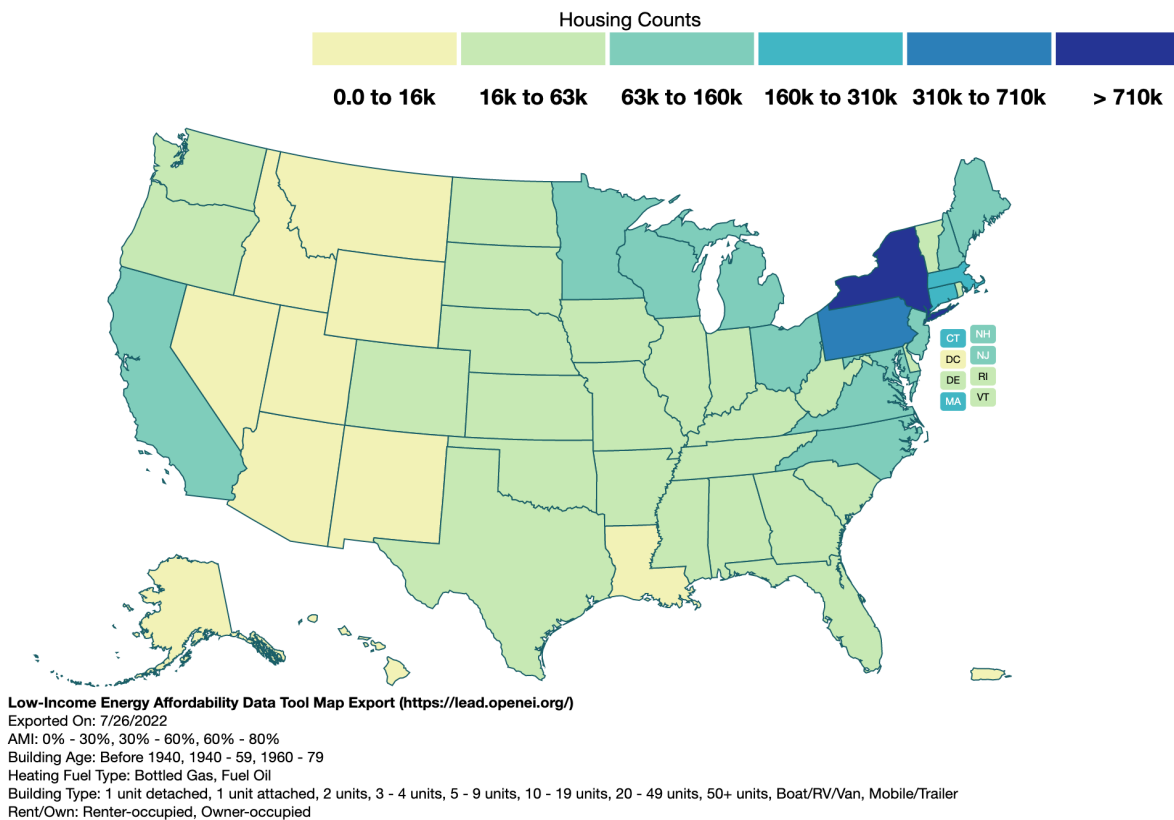 Housing Counts
0.0 to 16k 16k to 63k 63k to 160k 160k to 310k 310k to 710k > 710k
CT NH
DC NJ
DE RI
MA VT
Low-Income Energy Affordability Data Tool Map Export (https://lead.openei.org/)
Exported On: 7/26/2022
AMI: 0% - 30%, 30% - 60%, 60% - 80%
Building Age: Before 1940, 1940 - 59, 1960 - 79
Heating Fuel Type: Bottled Gas, Fuel Oil
Building Type: 1 unit detached, 1 unit attached, 2 units, 3 - 4 units, 5 - 9 units, 10 - 19 units, 20 - 49 units, 50+ units, Boat/RV/Van, Mobile/Trailer
Rent/Own: Renter-occupied, Owner-occupied